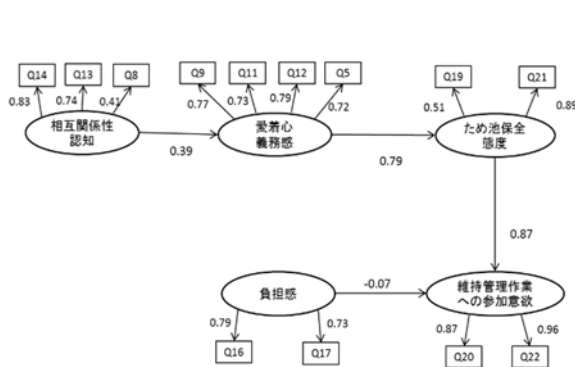 Q14
Q13
Q8
Q9
Q11
Q12
Q5
Q19
Q21
0.83
0.74
0.41
0.77
0.73
0.79
0.72
0.51
0.89
相互関係性
認知
愛着心
義務感
ため池保全
態度
0.39
0.79
0.87
負担感
-0.07
維持管理作業
への参加意欲
0.79
0.73
0.87
0.96
Q16
Q17
Q20
Q22